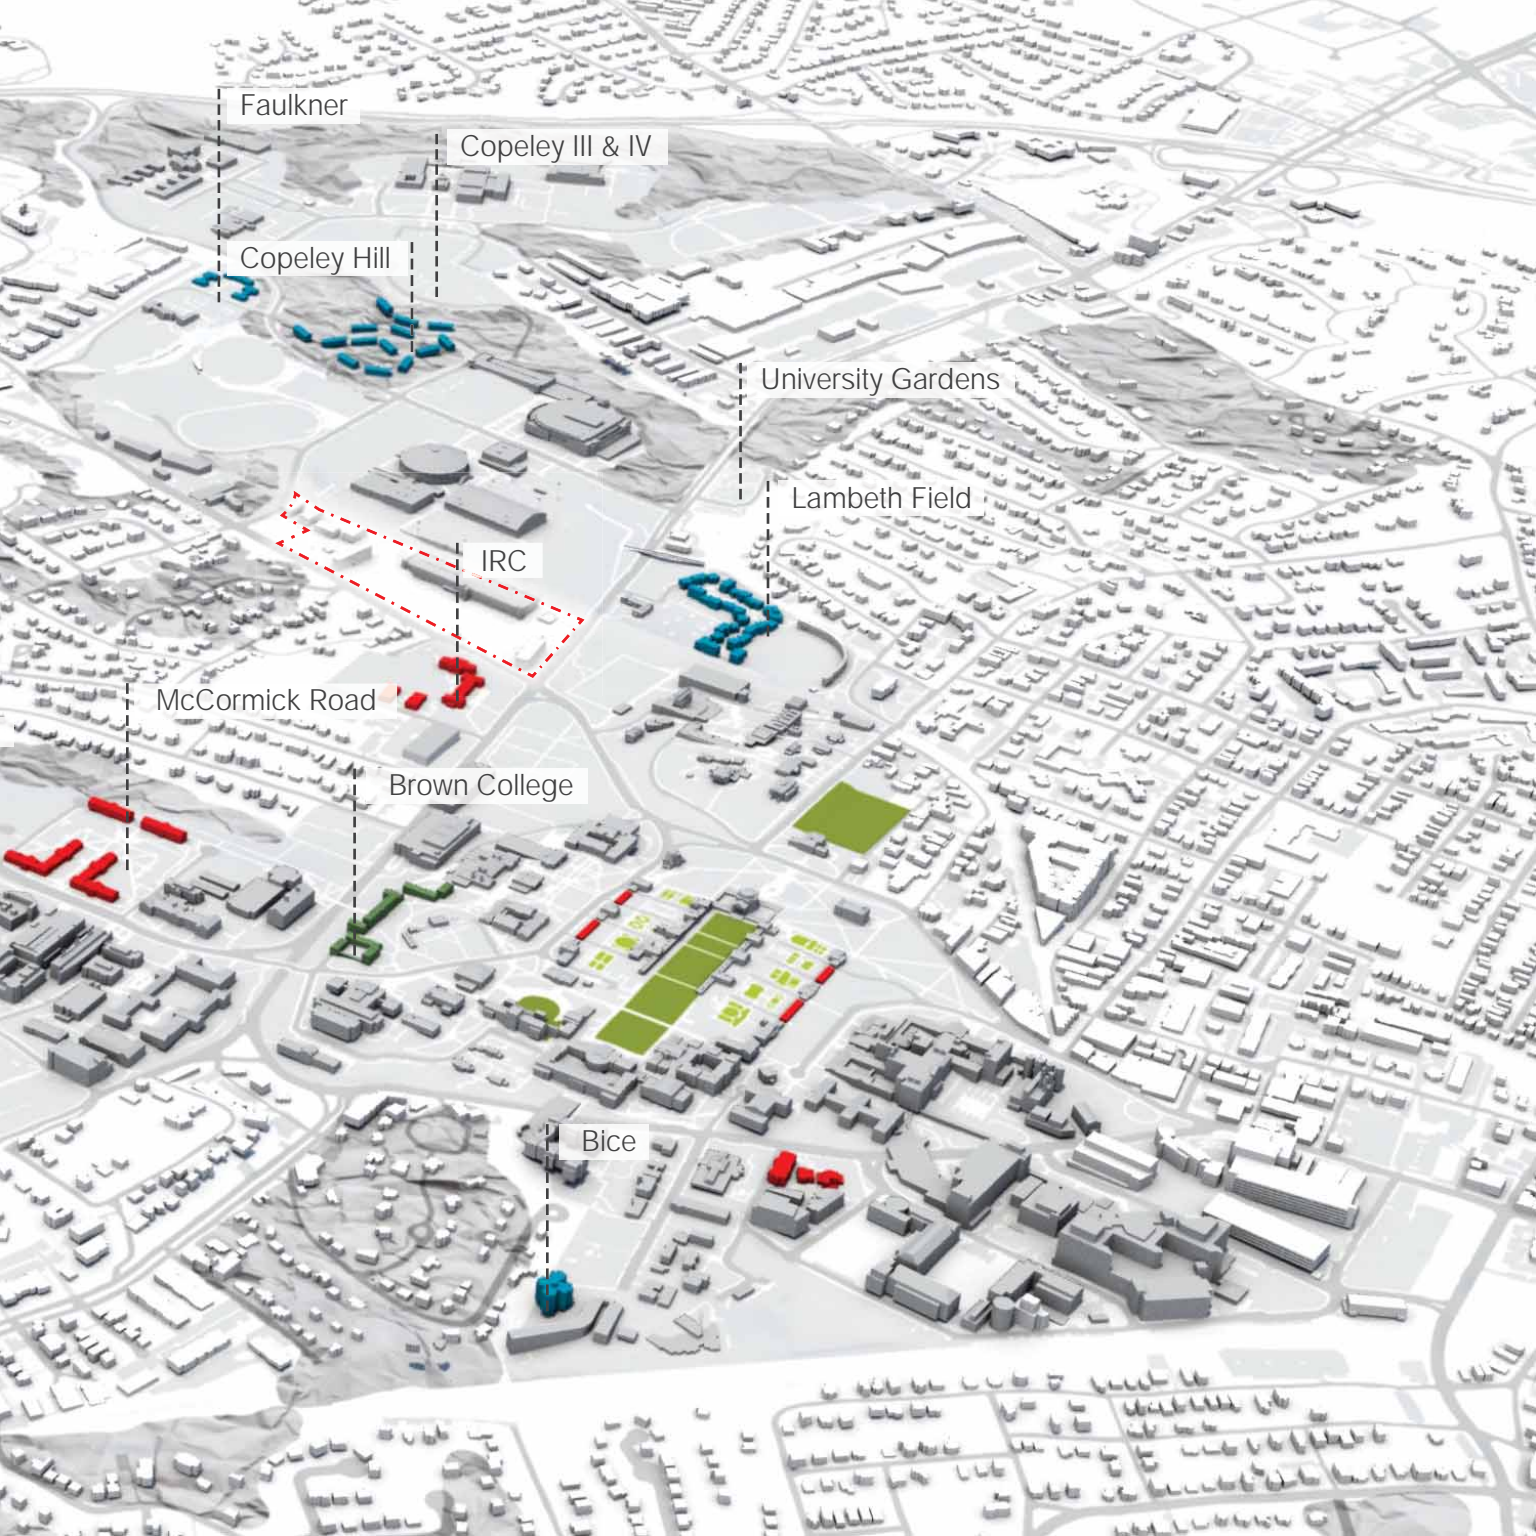 Faulkner
Copeley III & IV
Copeley Hill
University Gardens
Lambeth Field
IRC
McCormick Road
Brown College
Bice